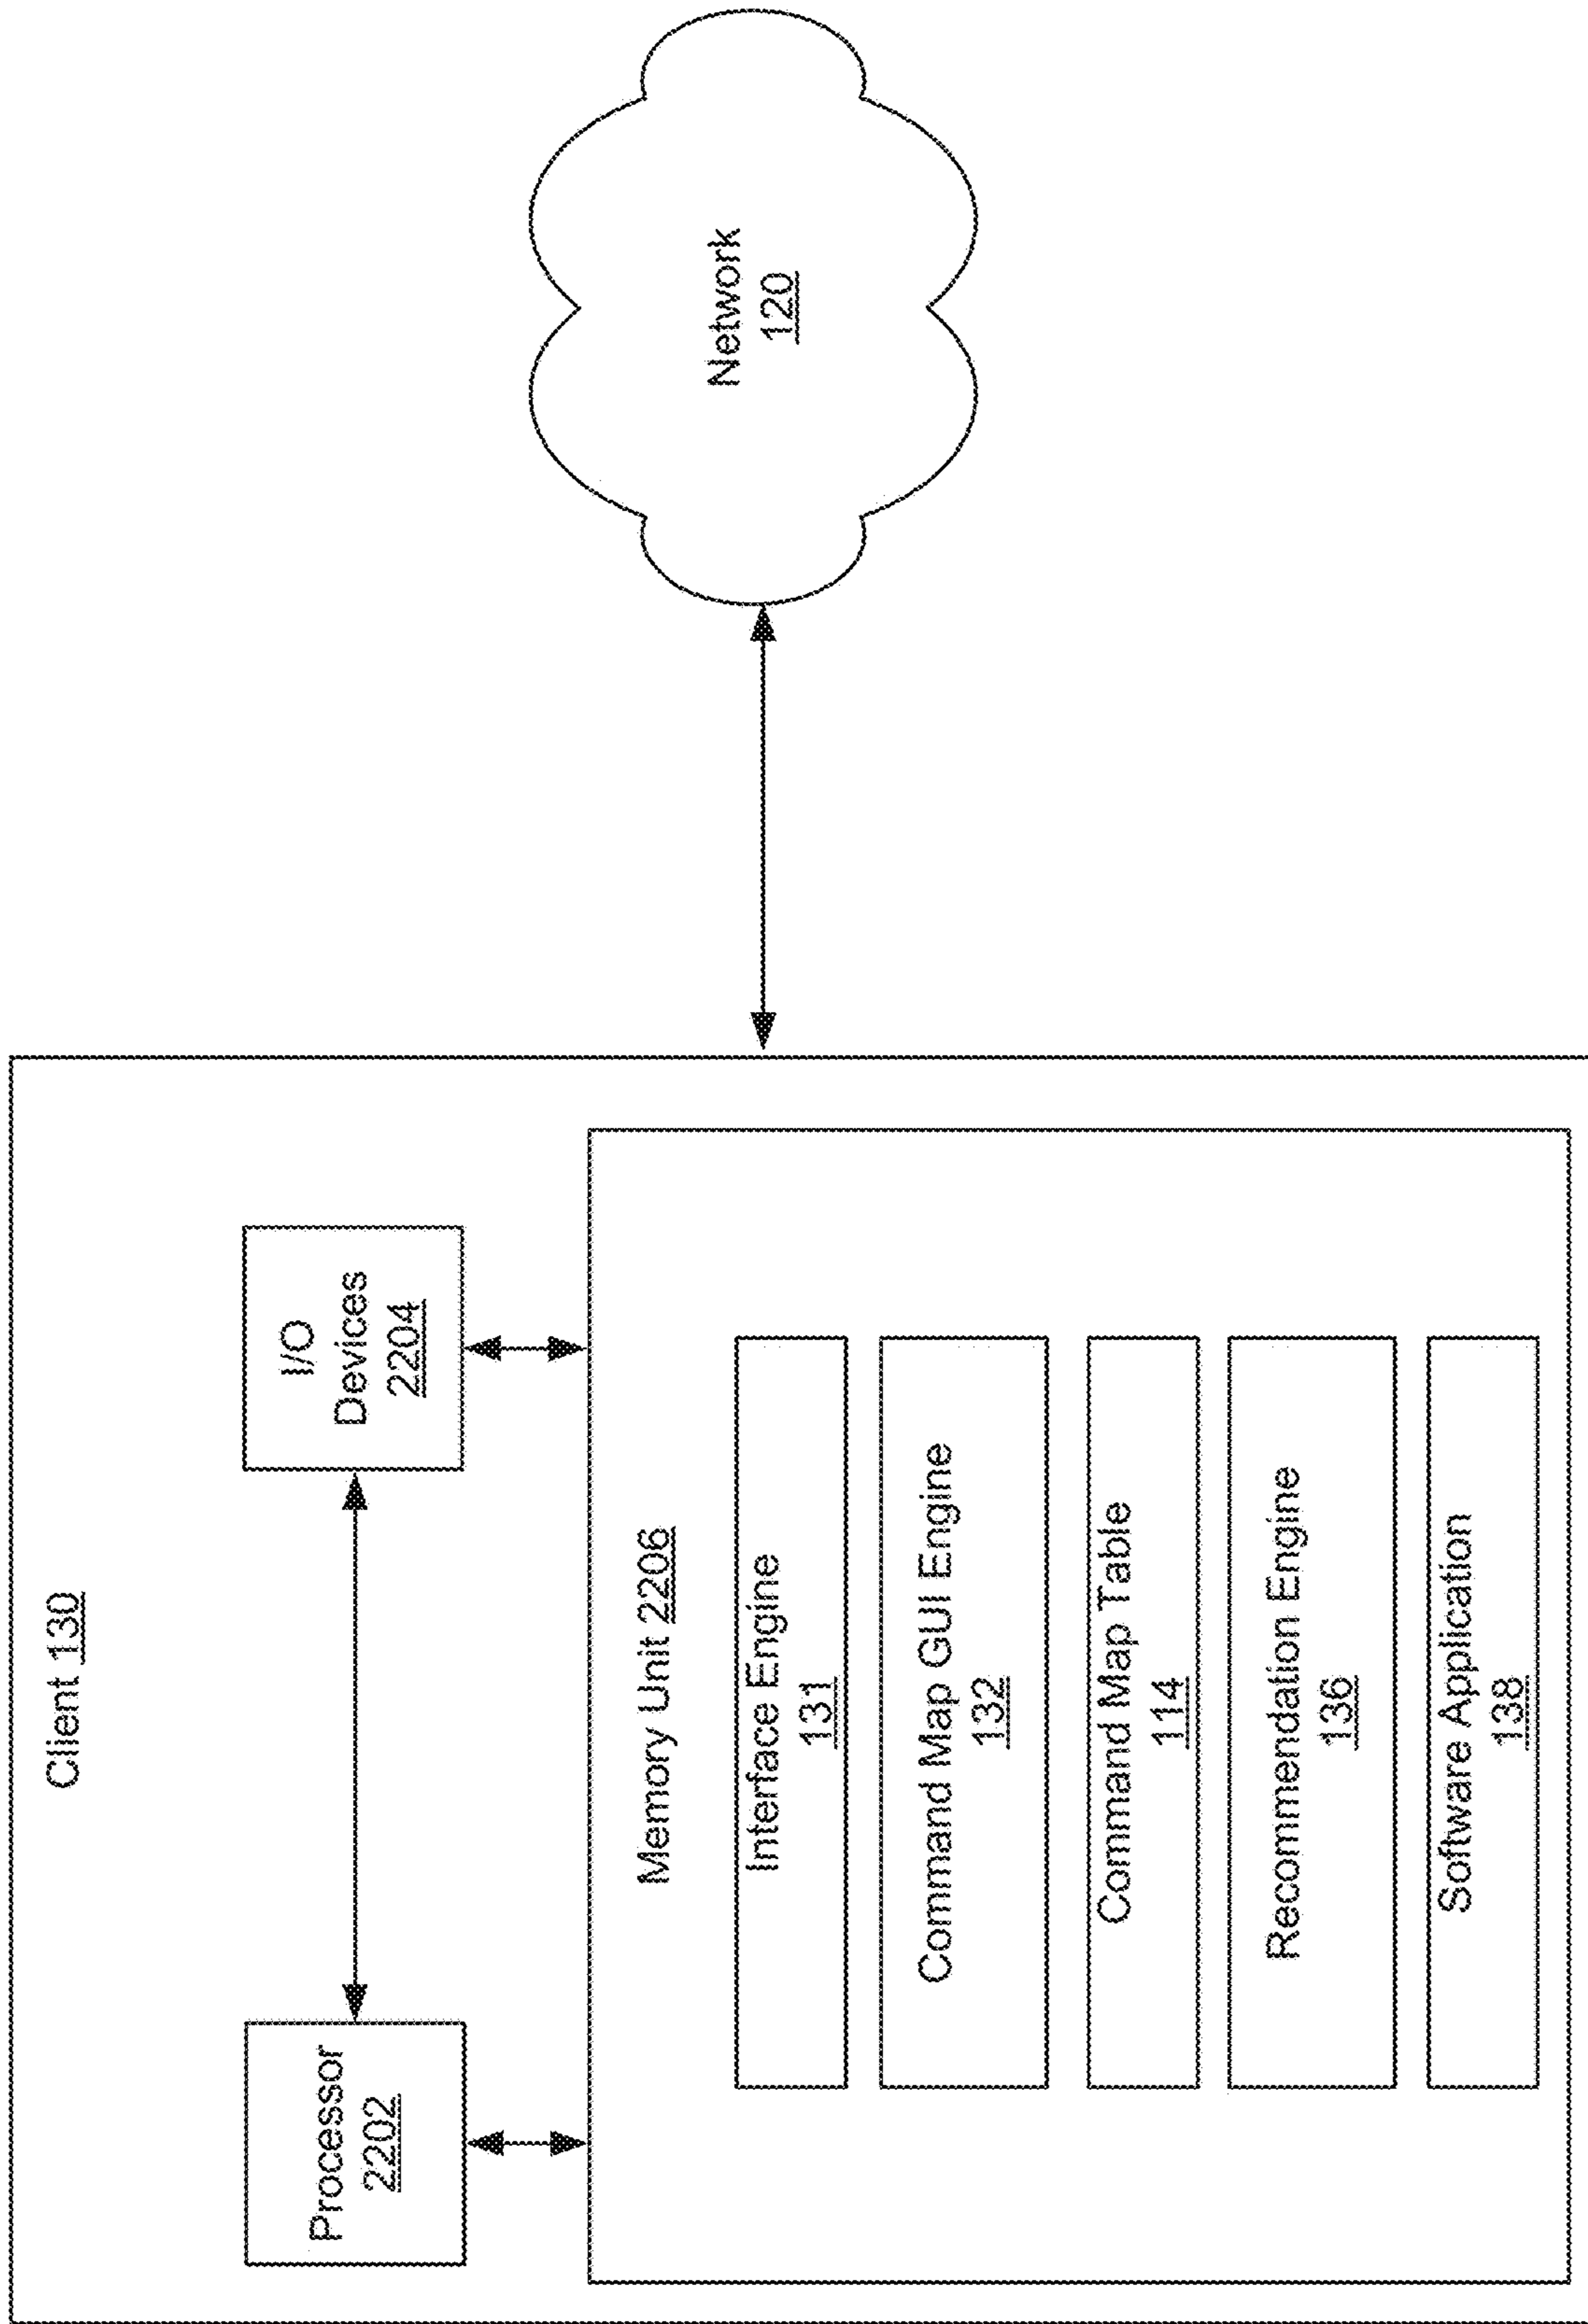 Client 130
Processor
2202
I/O
Devices
2204
Memory Unit 2206
Interface Engine
131
Command Map GUI Engine
132
Command Map Table
114
Recommendation Engine
136
Software Application
138
Network
120